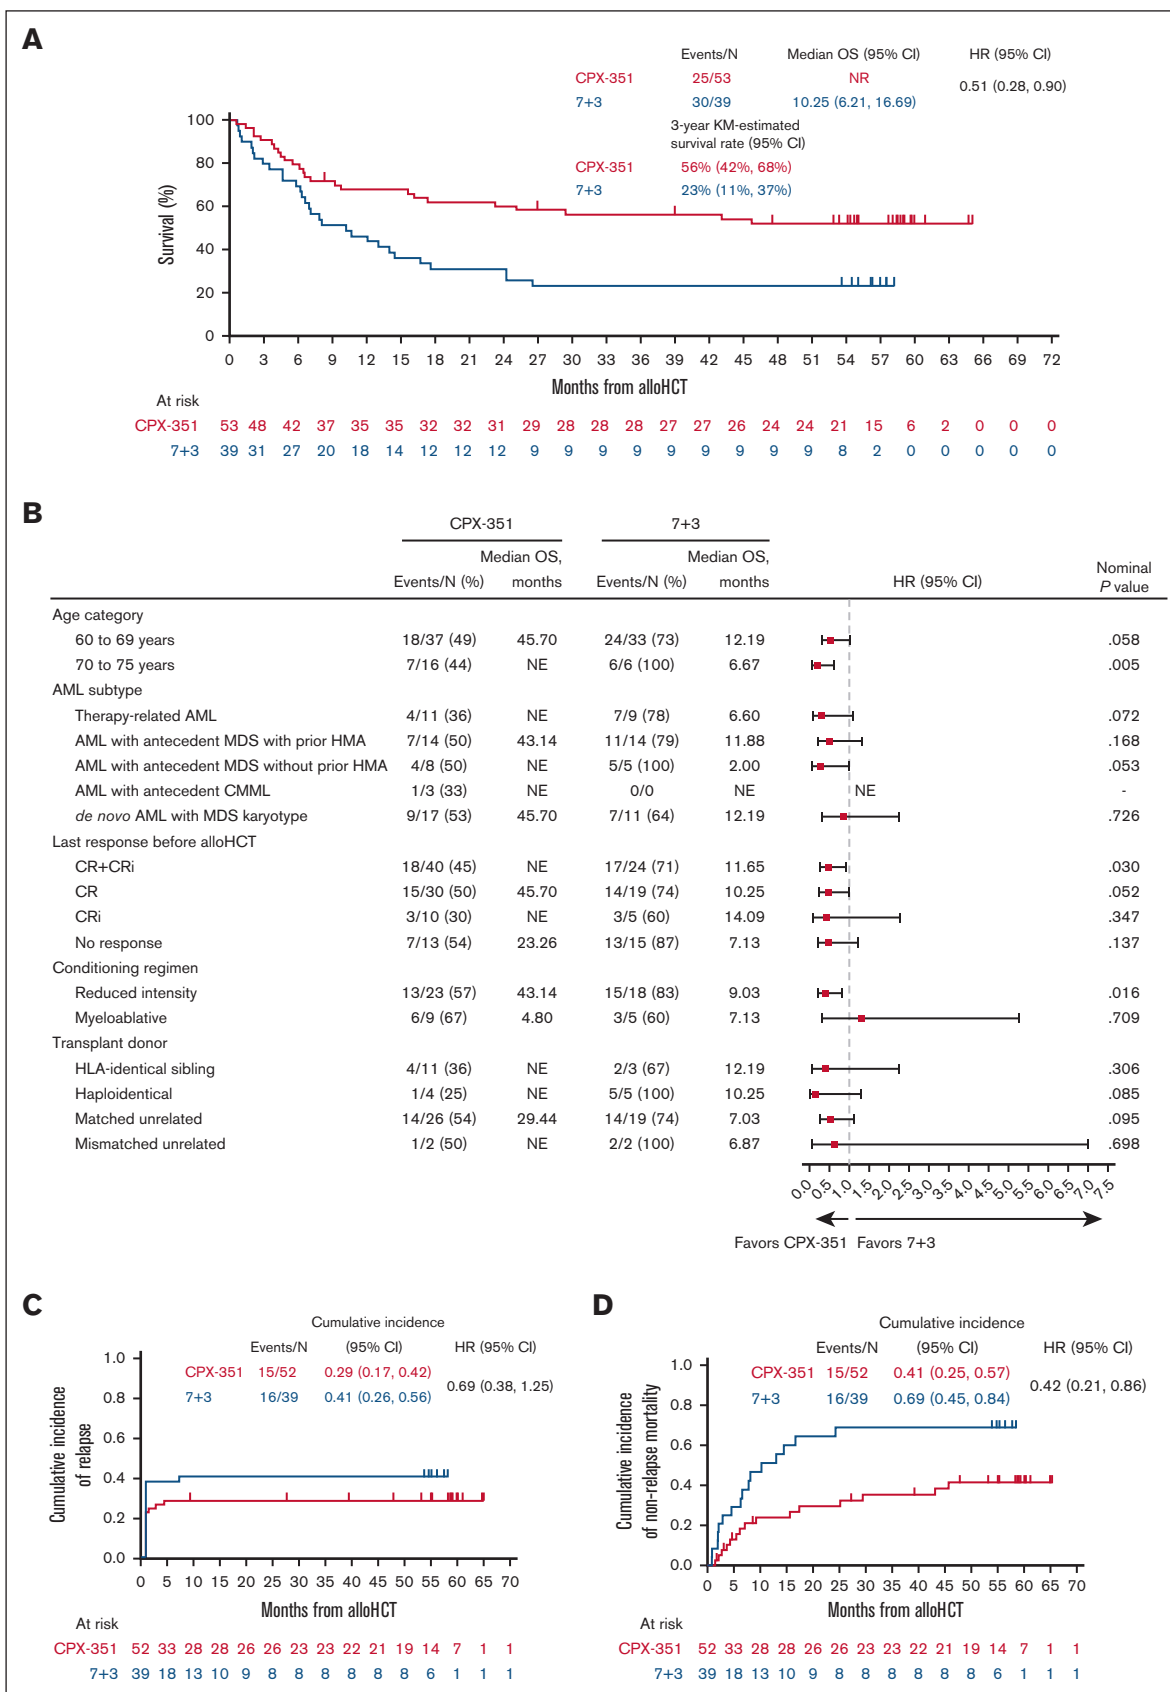 A
Events/N Median OS (95% CI) HR (95% CI)
CPX-351 25/53 NR
0.51 (0.28, 0.90)
7+3 30/39 10.25 (6.21, 16.69)
3-year KM-estimated
survival rate (95% CI)
CPX-351 56% (42%, 68%)
7+3 23% (11%, 37%)
Survival (%)
100
80
60
40
20
0
0 3 6 9 12 15 18 21 24 27 30 33 36 39 42 45 48 51 54 57 60 63 66 69 72
Months from alloHCT
At risk
CPX-351 53 48 42 37 35 35 32 32 31 29 28 28 28 27 27 26 24 24 21 15 6 2 0 0 0
7+3 39 31 27 20 18 14 12 12 12 9 9 9 9 9 9 9 9 9 8 2 0 0 0 0 0
B
CPX-351 7+3
Median OS, Median OS,
Events/N (%) months Events/N (%) months HR (95% CI) Nominal
P value
Age category
60 to 69 years 18/37 (49) 45.70 24/33 (73) 12.19 .058
70 to 75 years 7/16 (44) NE 6/6 (100) 6.67 .005
AML subtype
Therapy-related AML 4/11 (36) NE 7/9 (78) 6.60 .072
AML with antecedent MDS with prior HMA 7/14 (50) 43.14 11/14 (79) 11.88 .168
AML with antecedent MDS without prior HMA 4/8 (50) NE 5/5 (100) 2.00 .053
AML with antecedent CMML 1/3 (33) NE 0/0 NE NE -
de novo AML with MDS karyotype 9/17 (53) 45.70 7/11 (64) 12.19 .726
Last response before alloHCT
CR+CRi 18/40 (45) NE 17/24 (71) 11.65 .030
CR 15/30 (50) 45.70 14/19 (74) 10.25 .052
CRi 3/10 (30) NE 3/5 (60) 14.09 .347
No response 7/13 (54) 23.26 13/15 (87) 7.13 .137
Conditioning regimen
Reduced intensity 13/23 (57) 43.14 15/18 (83) 9.03 .016
Myeloablative 6/9 (67) 4.80 3/5 (60) 7.13 .709
Transplant donor
HLA-identical sibling 4/11 (36) NE 2/3 (67) 12.19 .306
Haploidentical 1/4 (25) NE 5/5 (100) 10.25 .085
Matched unrelated 14/26 (54) 29.44 14/19 (74) 7.03 .095
Mismatched unrelated 1/2 (50) NE 2/2 (100) 6.87 .698
0.0 0.5 1.0 1.5 2.0 2.5 3.0 3.5 4.0 4.5 5.0 5.5 6.0 6.5 7.0 7.5
Favors CPX-351 Favors 7+3
C
Cumulative incidence
Events/N (95% CI) HR (95% CI)
CPX-351 15/52 0.29 (0.17, 0.42)
0.69 (0.38, 1.25)
7+3 16/39 0.41 (0.26, 0.56)
Cumulative incidence
of relapse
1.0
0.8
0.6
0.4
0.2
0.0
0 5 10 15 20 25 30 35 40 45 50 55 60 65 70
Months from alloHCT
At risk
CPX-351 52 33 28 28 26 26 23 23 22 21 19 14 7 1 1
7+3 39 18 13 10 9 8 8 8 8 8 8 6 1 1 1
D
Cumulative incidence
Events/N (95% CI) HR (95% CI)
CPX-351 15/52 0.41 (0.25, 0.57)
0.42 (0.21, 0.86)
7+3 16/39 0.69 (0.45, 0.84)
Cumulative incidence
of non-relapse mortality
1.0
0.8
0.6
0.4
0.2
0.0
0 5 10 15 20 25 30 35 40 45 50 55 60 65 70
Months from alloHCT
At risk
CPX-351 52 33 28 28 26 26 23 23 22 21 19 14 7 1 1
7+3 39 18 13 10 9 8 8 8 8 8 8 6 1 1 1